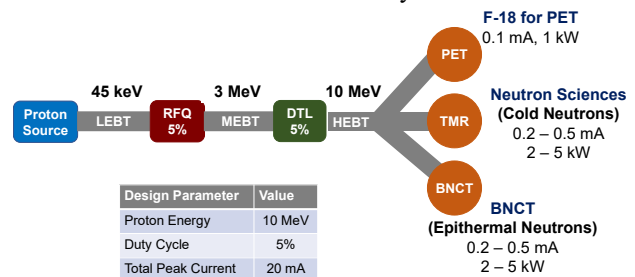 F-18 for PET
0.1 mA, 1 kW
PET
45 keV
3 MeV
10 MeV
Proton
Source
LEBT
RFQ
5%
MEBT
DTL
5%
HEBT
TMR
Neutron Sciences
(Cold Neutrons)
0.2 – 0.5 mA
2 – 5 kW
BNCT
BNCT
(Epithermal Neutrons)
0.2 – 0.5 mA
2 – 5 kW
Design Parameter Value
Proton Energy 10 MeV
Duty Cycle 5%
Total Peak Current 20 mA